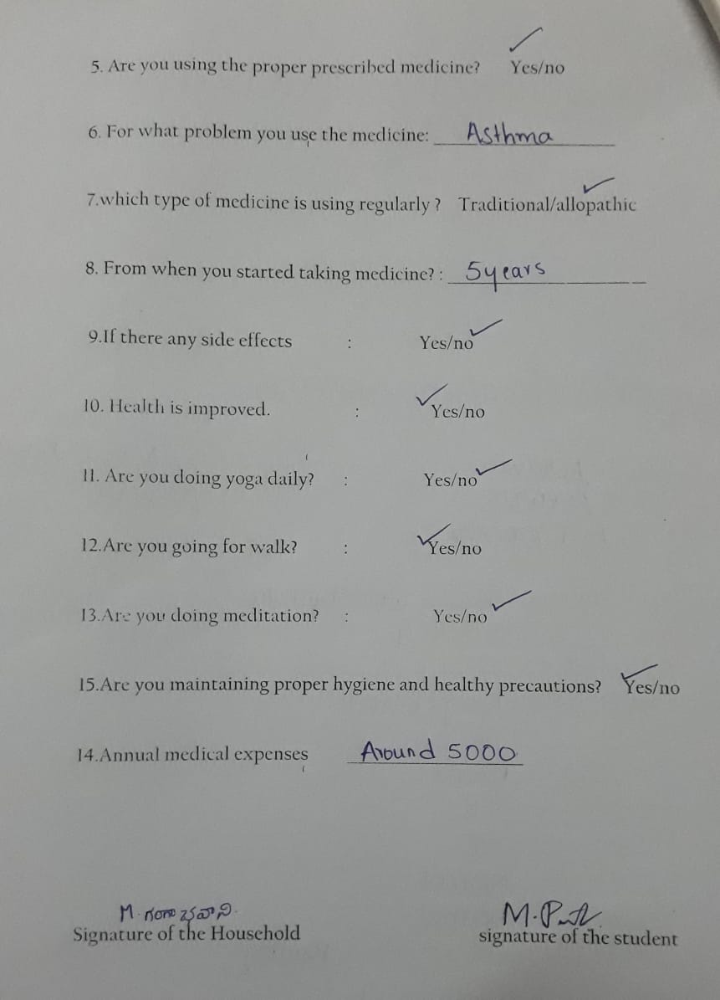 5. Are you using the proper prescribed medicine? Yes/no
6. For what problem you use the medicine: Asthma
7.which type of medicine is using regularly ? Traditional/allopathic
8. From when you started taking medicine? : 5years
9.If there any side effects : Yes/no
10. Health is improved. : Yes/no
11. Are you doing yoga daily? : Yes/no
12.Are you going for walk? : Yes/no
13.Are you doing meditation? : Yes/no
15.Are you maintaining proper hygiene and healthy precautions? Yes/no
14.Annual medical expenses Around 5000
M. గంగా భవాని M.
Signature of the Household signature of the student